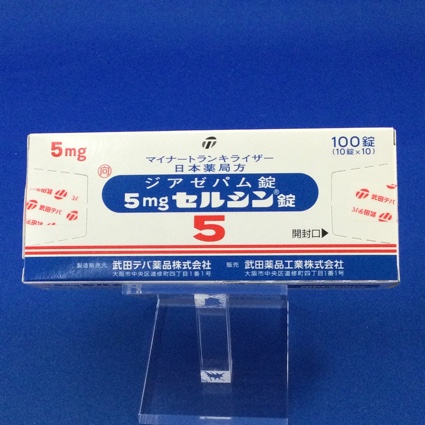 5mg
100錠
(10錠×10)
マイナートランキライザー
日本薬局方
向
ジアゼパム錠
5mgセルシン®錠
5
開封口▶
武田テバ
武田テバ
製造販売元 武田テバ薬品株式会社
大阪市中央区道修町四丁目1番1号
販売 武田薬品工業株式会社
大阪市中央区道修町四丁目1番1号